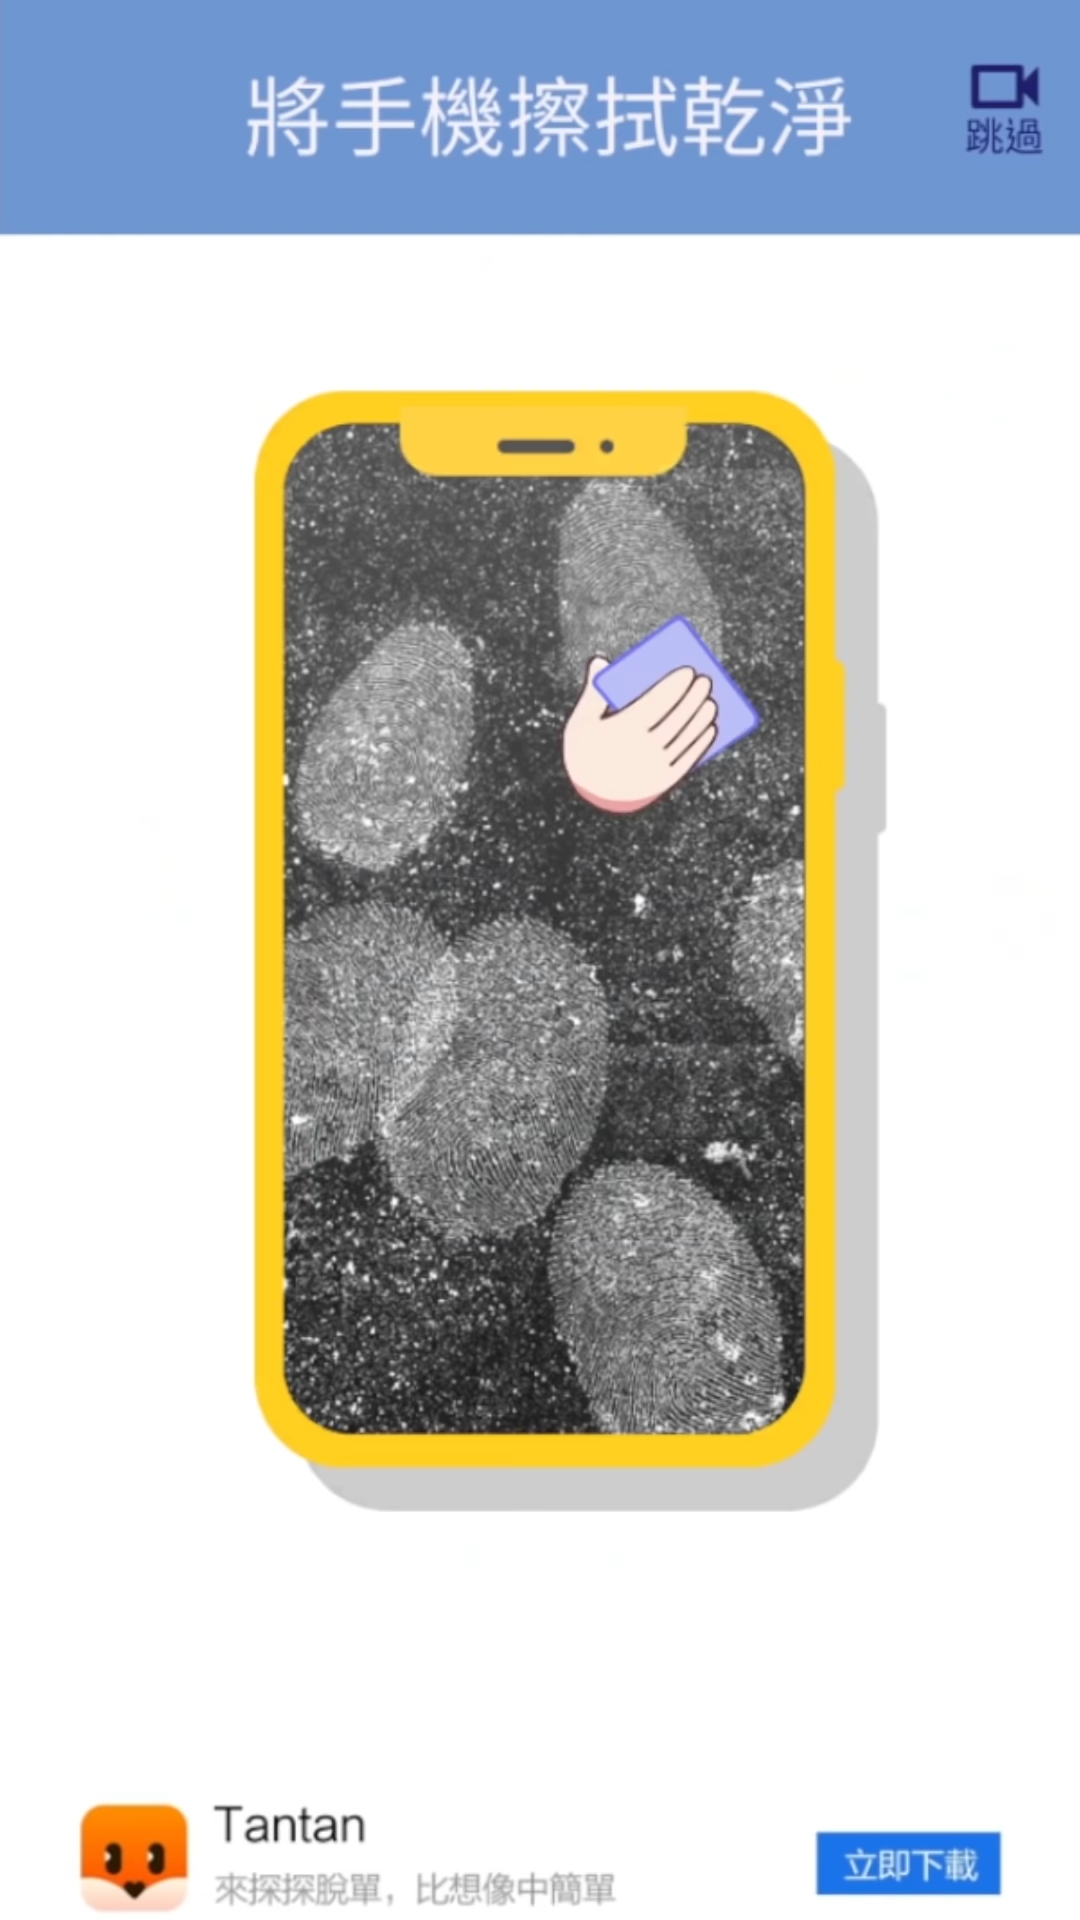 將手機擦拭乾淨
跳過
Tantan
來探探脫單，比想像中簡單
立即下載